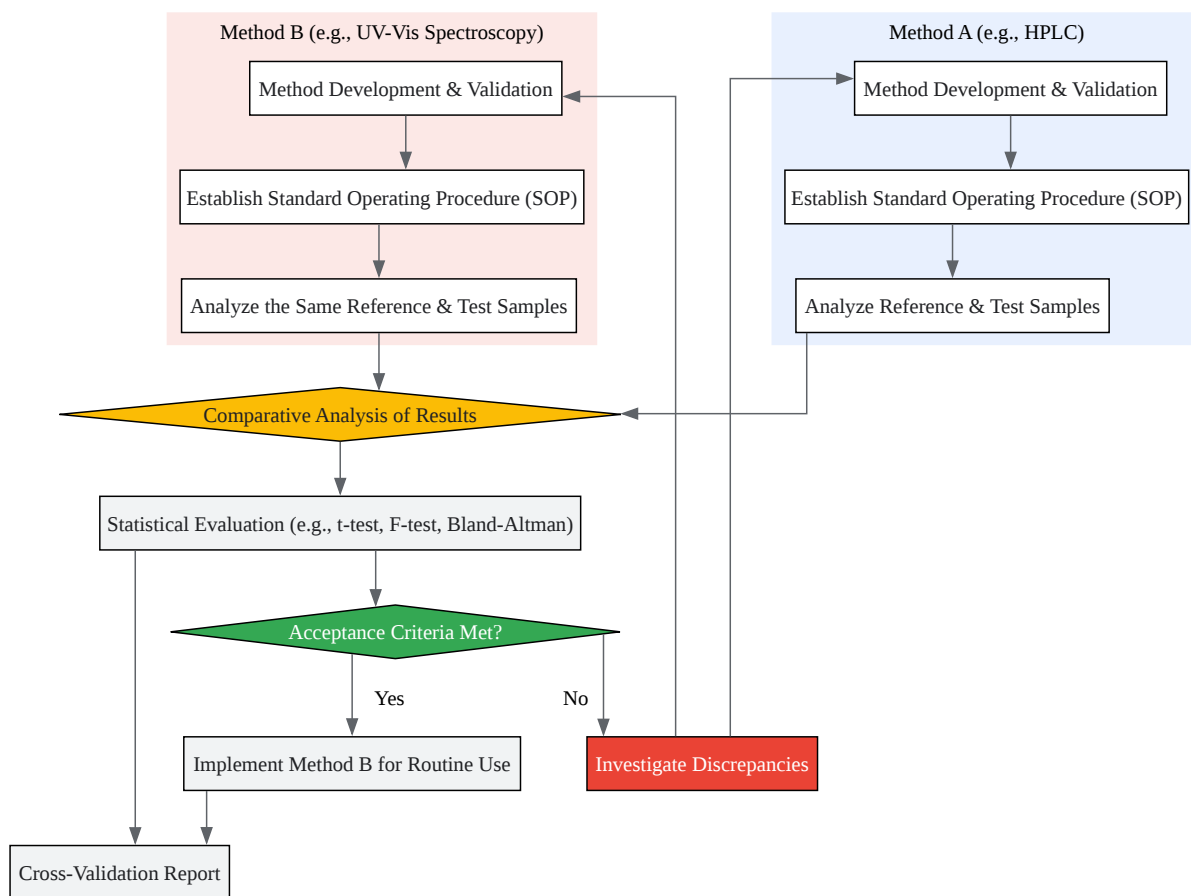 Method B (e.g., UV-Vis Spectroscopy)
Method Development & Validation
Establish Standard Operating Procedure (SOP)
Analyze the Same Reference & Test Samples
Method A (e.g., HPLC)
Method Development & Validation
Establish Standard Operating Procedure (SOP)
Analyze Reference & Test Samples
Comparative Analysis of Results
Statistical Evaluation (e.g., t-test, F-test, Bland-Altman)
Acceptance Criteria Met?
Yes
No
Implement Method B for Routine Use
Investigate Discrepancies
Cross-Validation Report